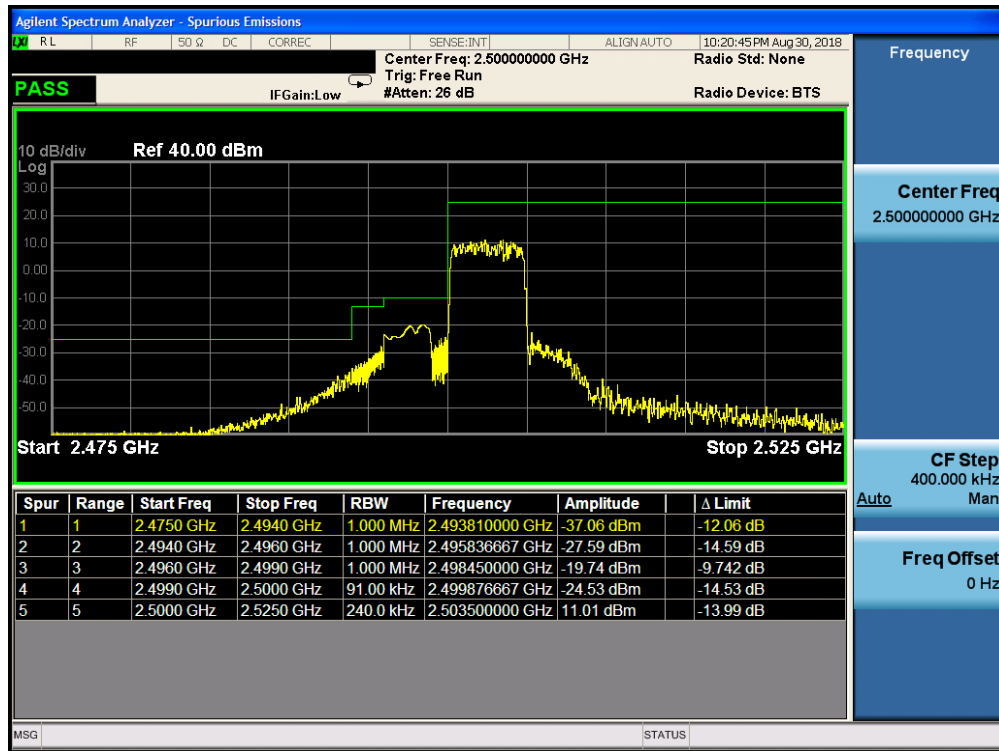 Agilent Spectrum Analyzer - Spurious Emissions
LXI RL RF 50 Ω DC CORREC SENSE:INT ALIGN AUTO 10:20:45 PM Aug 30, 2018
Center Freq: 2.500000000 GHz Radio Std: None
Trig: Free Run
PASS IFGain:Low #Atten: 26 dB Radio Device: BTS
10 dB/div Ref 40.00 dBm
Log
30.0
20.0
10.0
0.00
-10.0
-20.0
-30.0
-40.0
-50.0
Start 2.475 GHz Stop 2.525 GHz
Spur Range Start Freq Stop Freq RBW Frequency Amplitude Δ Limit
1 1 2.4750 GHz 2.4940 GHz 1.000 MHz 2.493810000 GHz -37.06 dBm -12.06 dB
2 2 2.4940 GHz 2.4960 GHz 1.000 MHz 2.495836667 GHz -27.59 dBm -14.59 dB
3 3 2.4960 GHz 2.4990 GHz 1.000 MHz 2.498450000 GHz -19.74 dBm -9.742 dB
4 4 2.4990 GHz 2.5000 GHz 91.00 kHz 2.499876667 GHz -24.53 dBm -14.53 dB
5 5 2.5000 GHz 2.5250 GHz 240.0 kHz 2.503500000 GHz 11.01 dBm -13.99 dB
MSG STATUS
Frequency
Center Freq
2.500000000 GHz
CF Step
400.000 kHz
Auto Man
Freq Offset
0 Hz